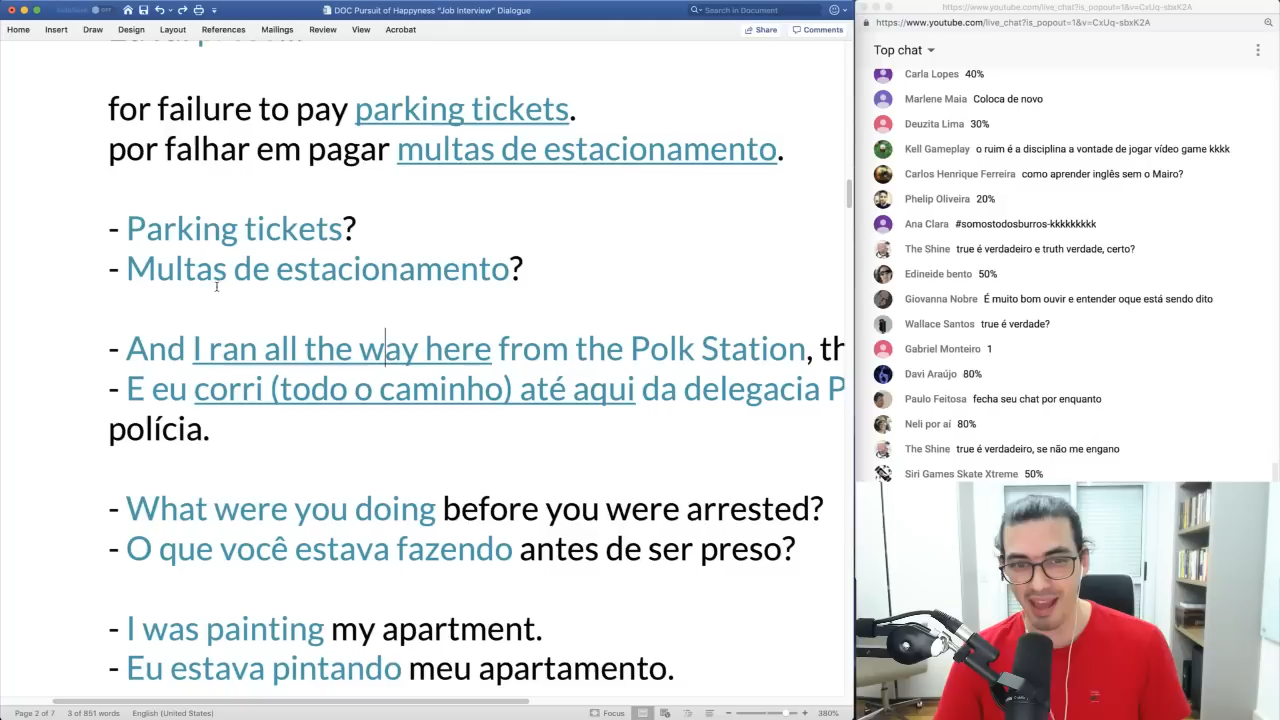 DOC Pursuit of Happyness "Job Interview" Dialogue
Search in Document
Home Insert Draw Design Layout References Mailings Review View Acrobat Share Comments
for failure to pay parking tickets.
por falhar em pagar multas de estacionamento.
- Parking tickets?
- Multas de estacionamento?
- And I ran all the way here from the Polk Station, th
- E eu corri (todo o caminho) até aqui da delegacia P
polícia.
- What were you doing before you were arrested?
- O que você estava fazendo antes de ser preso?
- I was painting my apartment.
- Eu estava pintando meu apartamento.
Page 2 of 7 3 of 851 words English (United States) Focus 380%
https://www.youtube.com/live_chat?is_popout=1&v=CxUq-sbxK2A
https://www.youtube.com/live_chat?is_popout=1&v=CxUq-sbxK2A
Top chat
Carla Lopes 40%
Marlene Maia Coloca de novo
Deuzita Lima 30%
Kell Gameplay o ruim é a disciplina a vontade de jogar vídeo game kkkk
Carlos Henrique Ferreira como aprender inglês sem o Mairo?
Phelip Oliveira 20%
Ana Clara #somostodosburros-kkkkkkkkk
The Shine true é verdadeiro e truth verdade, certo?
Edineide bento 50%
Giovanna Nobre É muito bom ouvir e entender oque está sendo dito
Wallace Santos true é verdade?
Gabriel Monteiro 1
Davi Araújo 80%
Paulo Feitosa fecha seu chat por enquanto
Neli por aí 80%
The Shine true é verdadeiro, se não me engano
Siri Games Skate Xtreme 50%